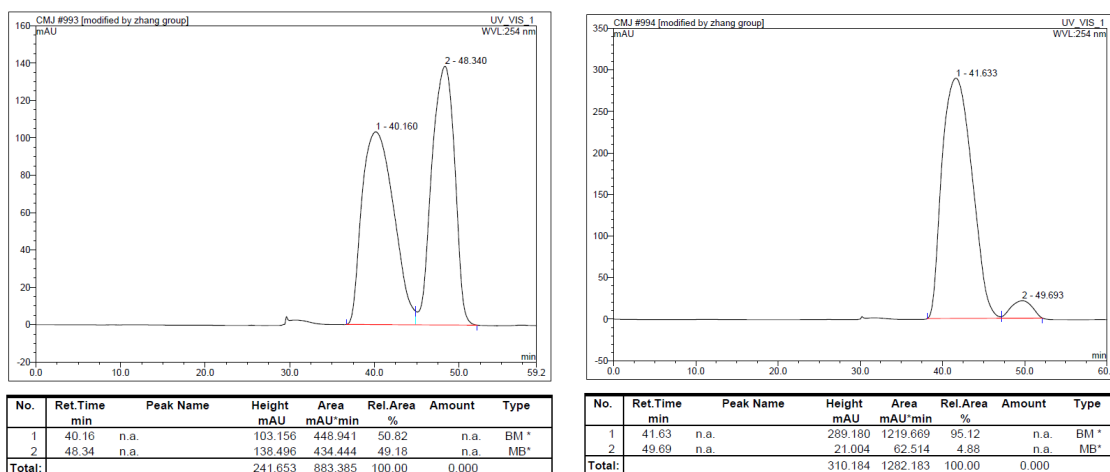 CMJ #993 [modified by zhang group] UV_VIS_1
mAU WVL:254 nm
160
140
120
100
80
60
40
20
0
-20
1 - 40.160
2 - 48.340
min
0.0 10.0 20.0 30.0 40.0 50.0 59.2
No. Ret.Time Peak Name Height Area Rel.Area Amount Type
min mAU mAU*min %
1 40.16 n.a. 103.156 448.941 50.82 n.a. BM *
2 48.34 n.a. 138.496 434.444 49.18 n.a. MB*
Total: 241.653 883.385 100.00 0.000
CMJ #994 [modified by zhang group] UV_VIS_1
mAU WVL:254 nm
350
300
250
200
150
100
50
0
-50
1 - 41.633
2 - 49.693
min
0.0 10.0 20.0 30.0 40.0 50.0 60.
No. Ret.Time Peak Name Height Area Rel.Area Amount Type
min mAU mAU*min %
1 41.63 n.a. 289.180 1219.669 95.12 n.a. BM *
2 49.69 n.a. 21.004 62.514 4.88 n.a. MB*
Total: 310.184 1282.183 100.00 0.000